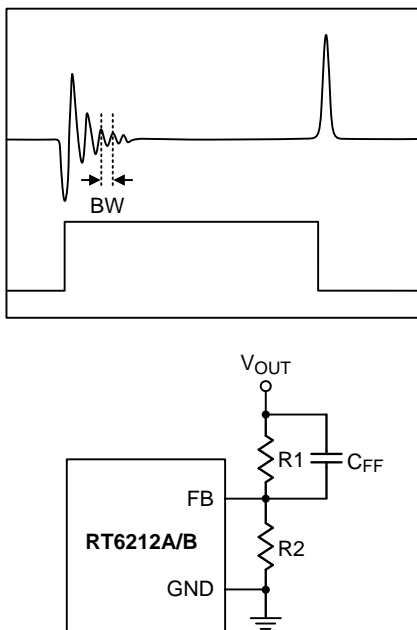 BW
VOUT
R1
CFF
FB
R2
RT6212A/B
GND